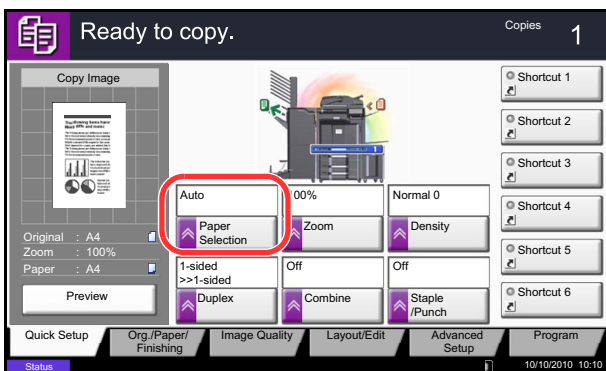 Ready to copy.
Copies 1
Copy Image
Original : A4
Zoom : 100%
Paper : A4
Preview
Auto
Paper
Selection
100%
Zoom
Normal 0
Density
1-sided
>>1-sided
Duplex
Off
Combine
Off
Staple
/Punch
Shortcut 1
Shortcut 2
Shortcut 3
Shortcut 4
Shortcut 5
Shortcut 6
Quick Setup
Org./Paper/
Finishing
Image Quality
Layout/Edit
Advanced
Setup
Program
Status
10/10/2010 10:10